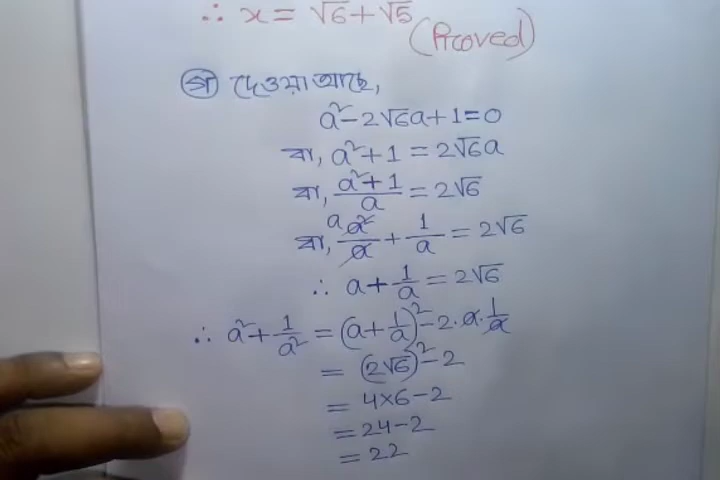 ∴ x = √6 + √5
(Proved)
গ দেওয়া আছে,
a² - 2√6a + 1 = 0
বা, a² + 1 = 2√6a
বা, (a² + 1)/a = 2√6
বা, a a²/a + 1/a = 2√6
∴ a + 1/a = 2√6
∴ a² + 1/a² = (a + 1/a)² - 2·a·1/a
= (2√6)² - 2
= 4×6 - 2
= 24 - 2
= 22